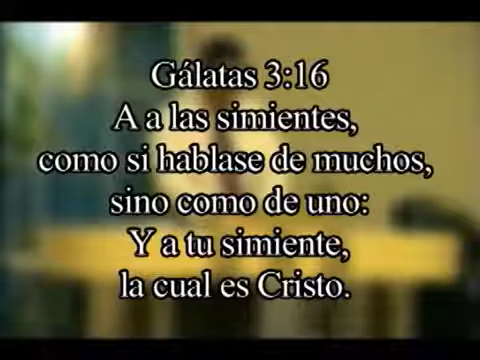 Gálatas 3:16
A a las simientes,
como si hablase de muchos,
sino como de uno:
Y a tu simiente,
la cual es Cristo.